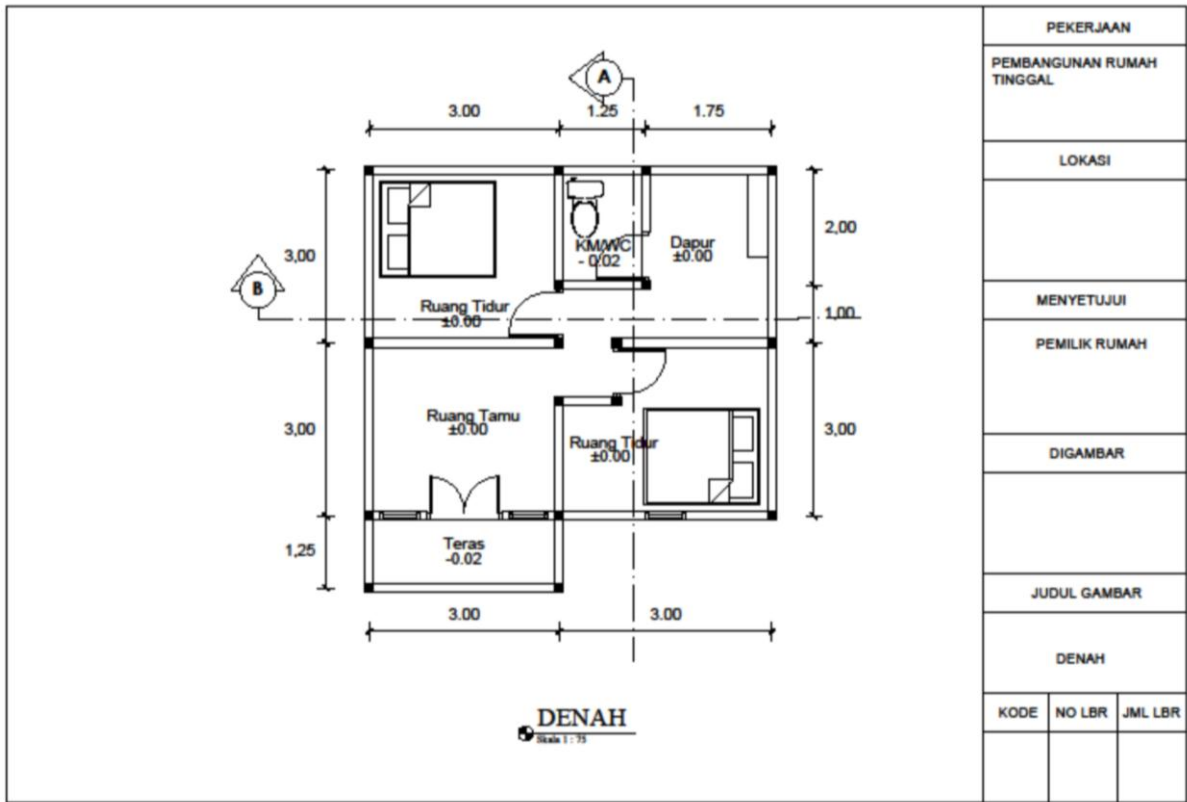 A
3.00
1.25
1.75
3,00
B
3,00
1,25
2,00
1,00
3,00
KM/WC
- 0.02
Dapur
±0.00
Ruang Tidur
±0.00
Ruang Tamu
±0.00
Ruang Tidur
±0.00
Teras
-0.02
3.00
3.00
DENAH
Skala 1 : 75
PEKERJAAN
PEMBANGUNAN RUMAH
TINGGAL
LOKASI
MENYETUJUI
PEMILIK RUMAH
DIGAMBAR
JUDUL GAMBAR
DENAH
KODE
NO LBR
JML LBR